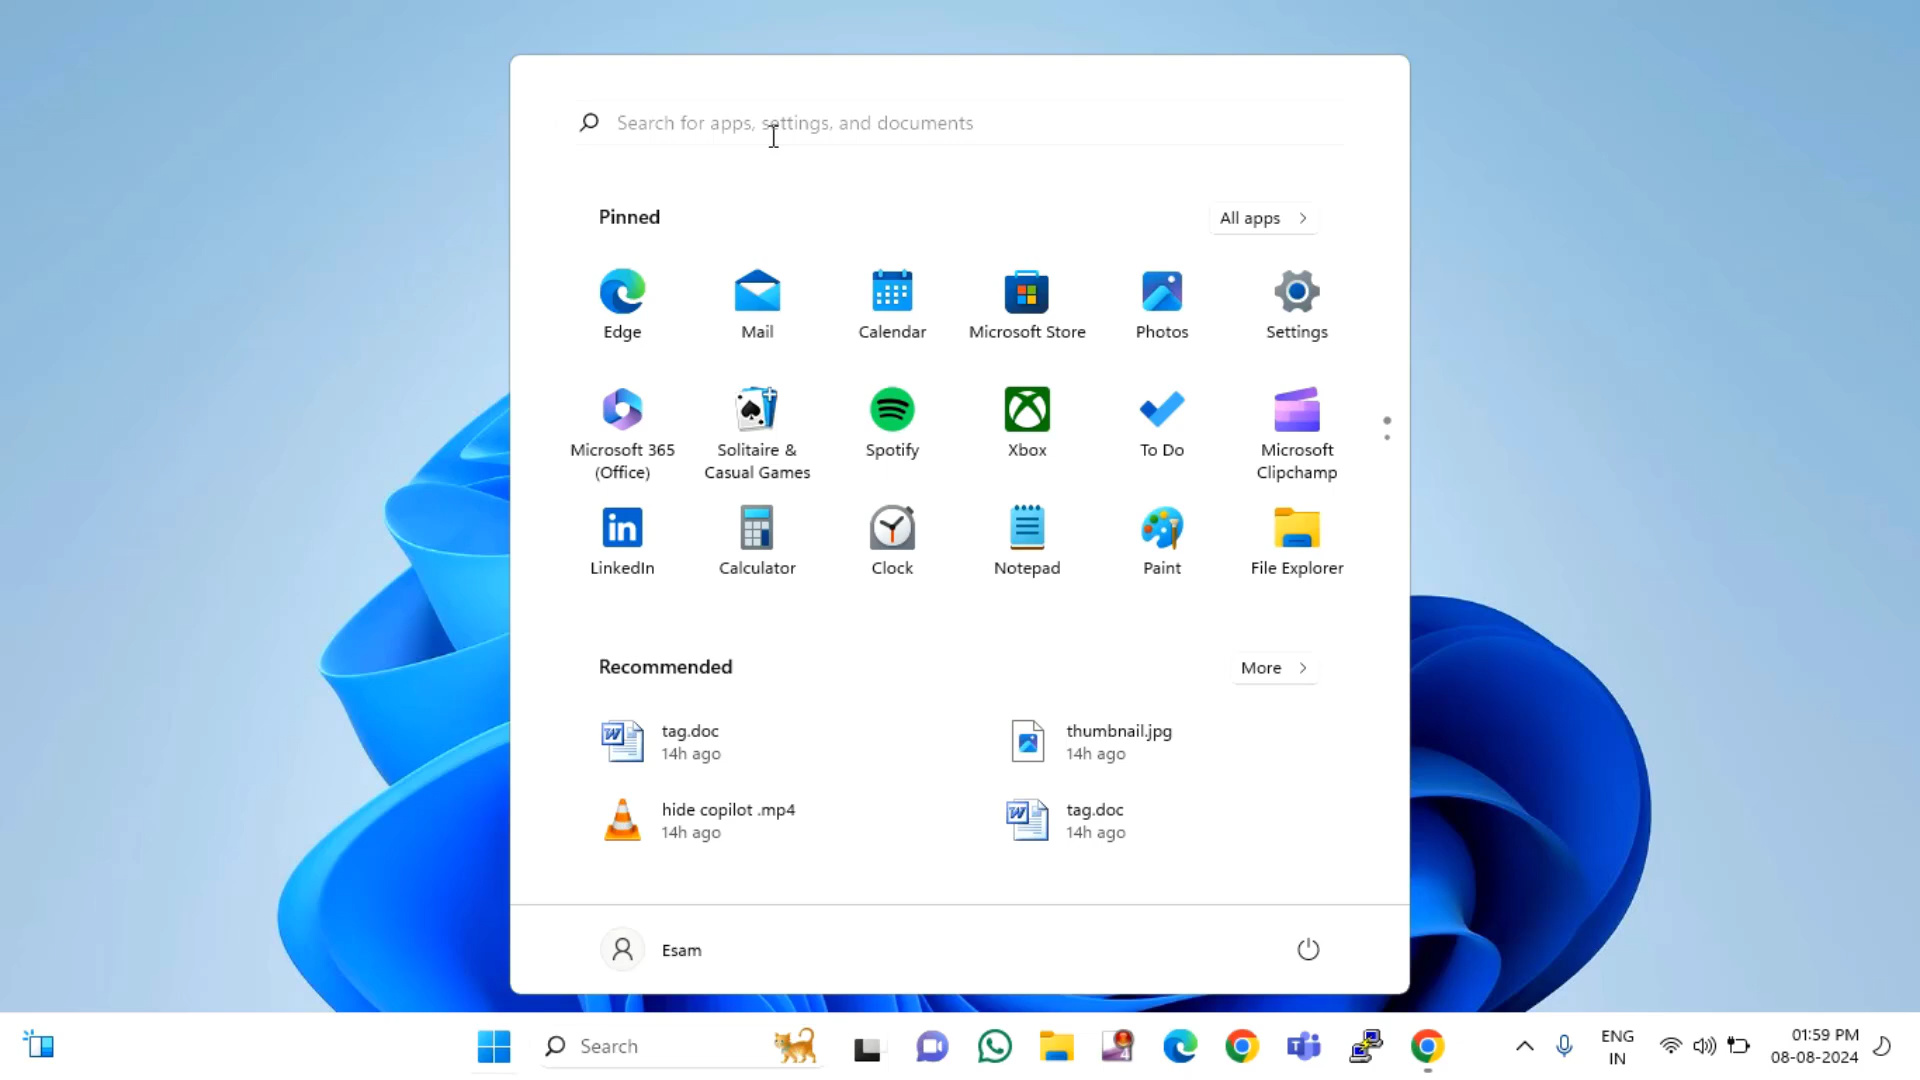 Search for apps, settings, and documents
Pinned
All apps
Edge
Mail
Calendar
Microsoft Store
Photos
Settings
Microsoft 365
(Office)
Solitaire &
Casual Games
Spotify
Xbox
To Do
Microsoft
Clipchamp
LinkedIn
Calculator
Clock
Notepad
Paint
File Explorer
Recommended
More
tag.doc
14h ago
thumbnail.jpg
14h ago
hide copilot .mp4
14h ago
tag.doc
14h ago
Esam
Search
ENG
IN
01:59 PM
08-08-2024